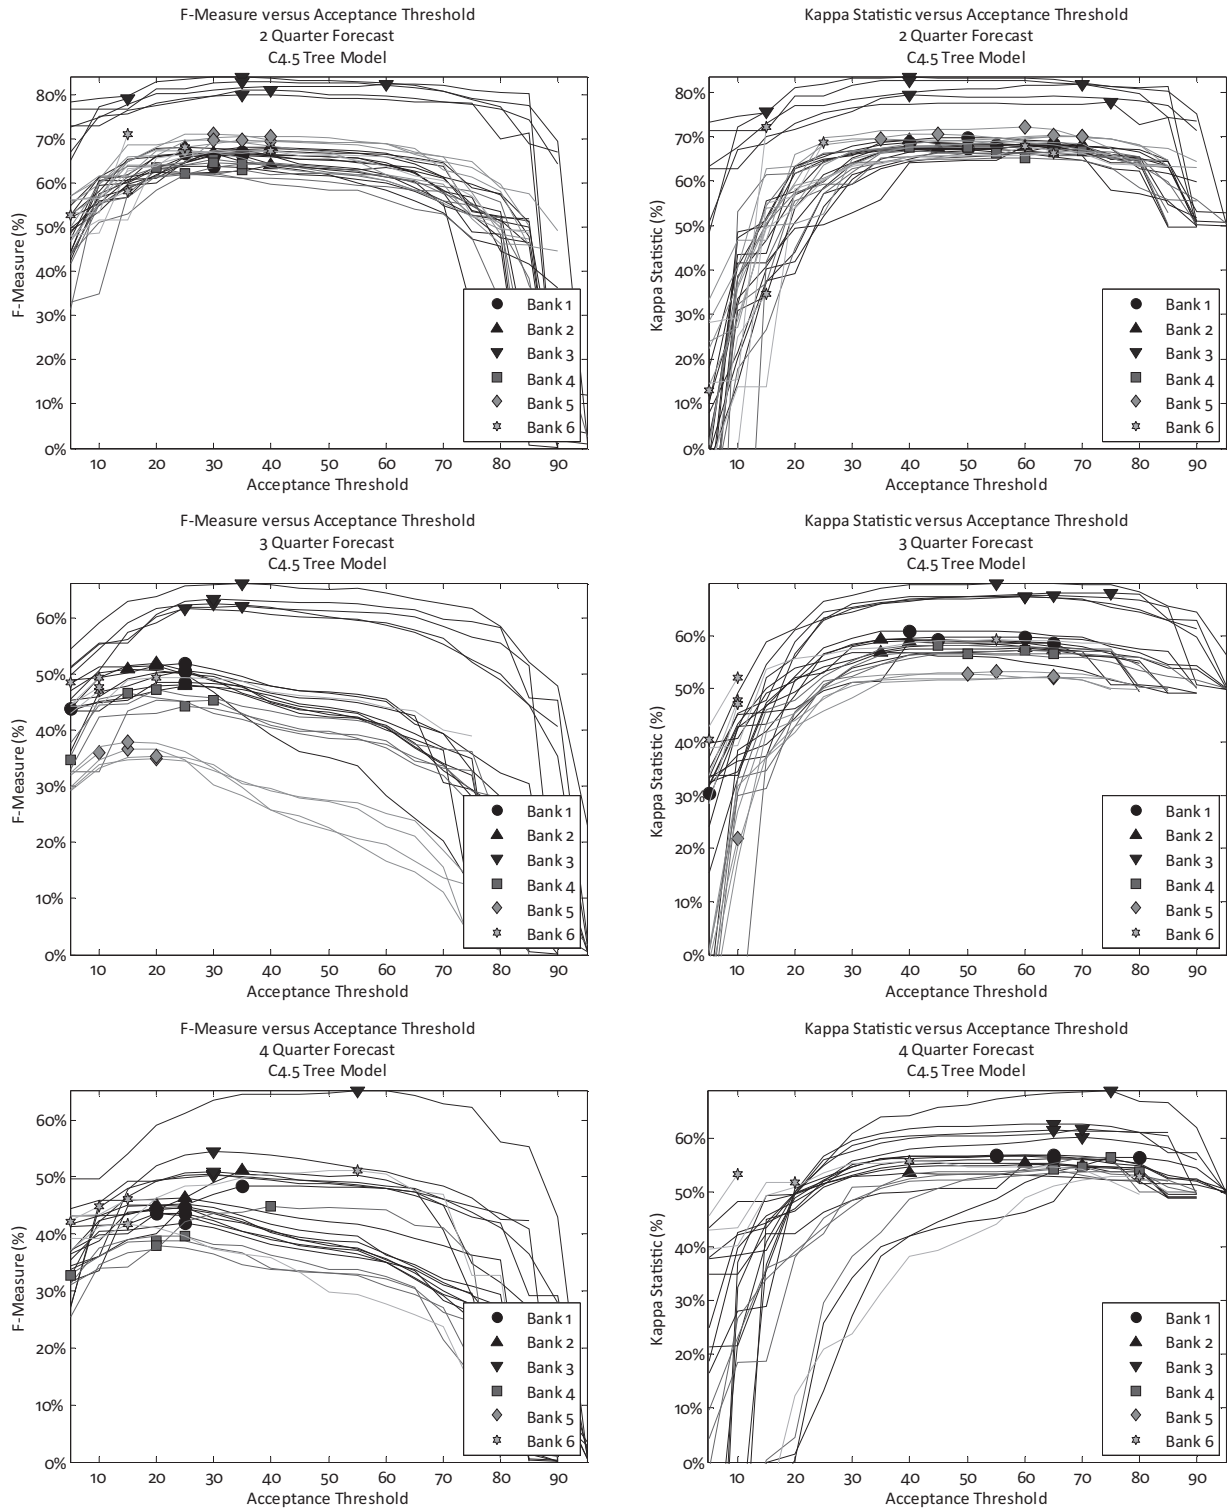 F-Measure versus Acceptance Threshold
2 Quarter Forecast
C4.5 Tree Model
80%
70%
60%
50%
40%
30%
20%
10%
0%
F-Measure (%)
10 20 30 40 50 60 70 80 90
Acceptance Threshold
Bank 1
Bank 2
Bank 3
Bank 4
Bank 5
Bank 6
Kappa Statistic versus Acceptance Threshold
2 Quarter Forecast
C4.5 Tree Model
80%
70%
60%
50%
40%
30%
20%
10%
0%
Kappa Statistic (%)
10 20 30 40 50 60 70 80 90
Acceptance Threshold
Bank 1
Bank 2
Bank 3
Bank 4
Bank 5
Bank 6
F-Measure versus Acceptance Threshold
3 Quarter Forecast
C4.5 Tree Model
60%
50%
40%
30%
20%
10%
0%
F-Measure (%)
10 20 30 40 50 60 70 80 90
Acceptance Threshold
Bank 1
Bank 2
Bank 3
Bank 4
Bank 5
Bank 6
Kappa Statistic versus Acceptance Threshold
3 Quarter Forecast
C4.5 Tree Model
60%
50%
40%
30%
20%
10%
0%
Kappa Statistic (%)
10 20 30 40 50 60 70 80 90
Acceptance Threshold
Bank 1
Bank 2
Bank 3
Bank 4
Bank 5
Bank 6
F-Measure versus Acceptance Threshold
4 Quarter Forecast
C4.5 Tree Model
60%
50%
40%
30%
20%
10%
0%
F-Measure (%)
10 20 30 40 50 60 70 80 90
Acceptance Threshold
Bank 1
Bank 2
Bank 3
Bank 4
Bank 5
Bank 6
Kappa Statistic versus Acceptance Threshold
4 Quarter Forecast
C4.5 Tree Model
60%
50%
40%
30%
20%
10%
0%
Kappa Statistic (%)
10 20 30 40 50 60 70 80 90
Acceptance Threshold
Bank 1
Bank 2
Bank 3
Bank 4
Bank 5
Bank 6